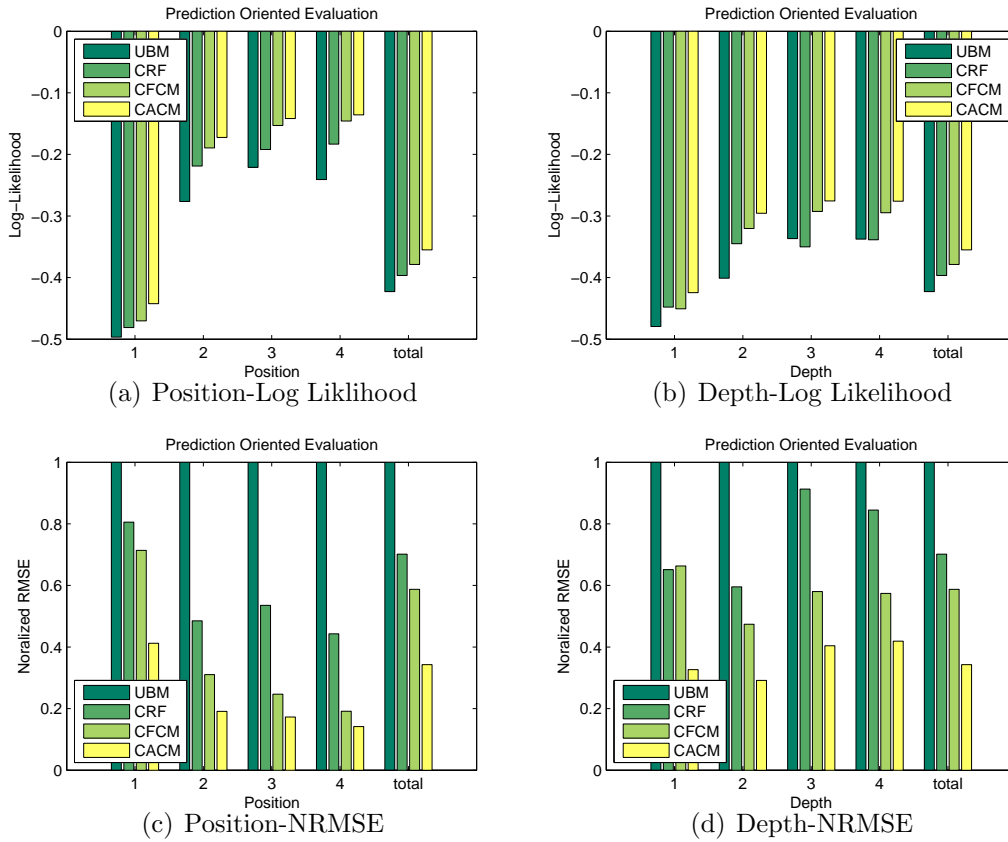 Prediction Oriented Evaluation
0
−0.1
−0.2
−0.3
−0.4
−0.5
Log−Likelihood
UBM
CRF
CFCM
CACM
1 2 3 4 total
Position
(a) Position-Log Liklihood
Prediction Oriented Evaluation
0
−0.1
−0.2
−0.3
−0.4
−0.5
Log−Likelihood
UBM
CRF
CFCM
CACM
1 2 3 4 total
Depth
(b) Depth-Log Likelihood
Prediction Oriented Evaluation
1
0.8
0.6
0.4
0.2
0
Noralized RMSE
UBM
CRF
CFCM
CACM
1 2 3 4 total
Position
(c) Position-NRMSE
Prediction Oriented Evaluation
1
0.8
0.6
0.4
0.2
0
Noralized RMSE
UBM
CRF
CFCM
CACM
1 2 3 4 total
Depth
(d) Depth-NRMSE